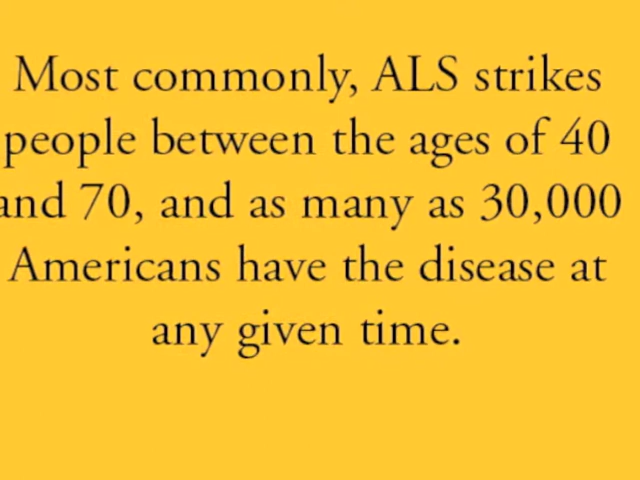 Most commonly, ALS strikes
people between the ages of 40
and 70, and as many as 30,000
Americans have the disease at
any given time.